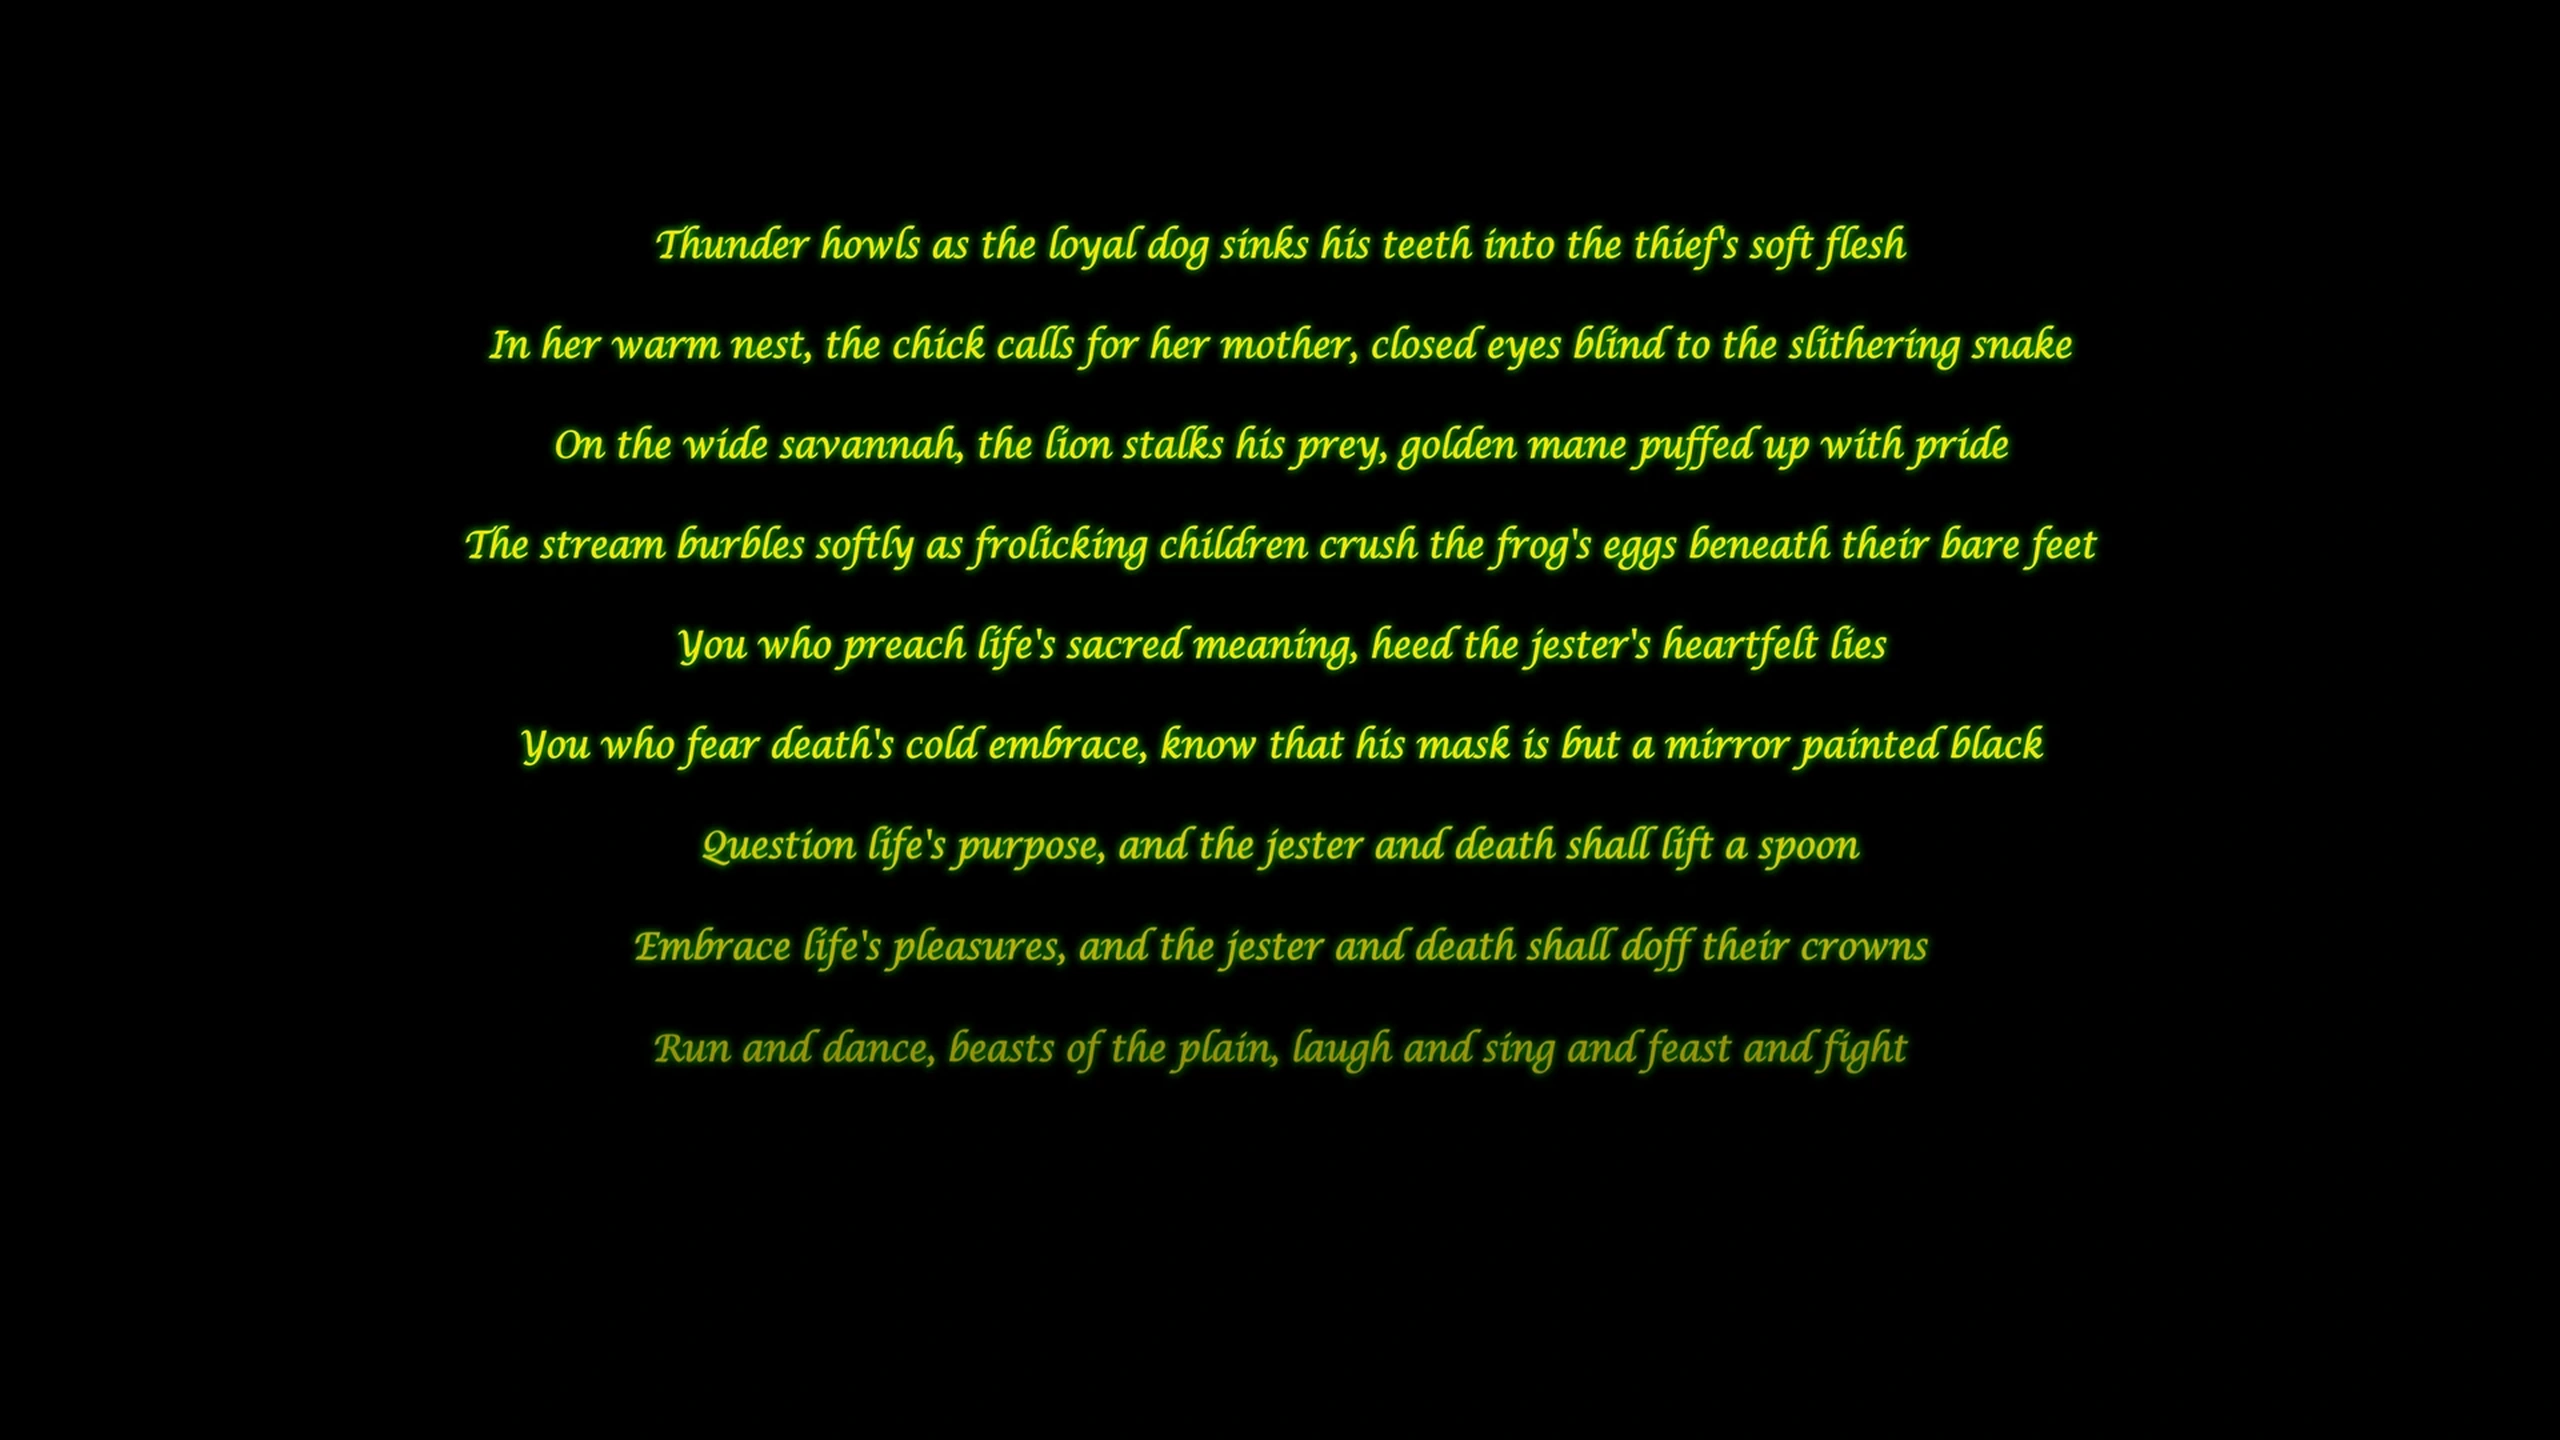 Thunder howls as the loyal dog sinks his teeth into the thief's soft flesh
In her warm nest, the chick calls for her mother, closed eyes blind to the slithering snake
On the wide savannah, the lion stalks his prey, golden mane puffed up with pride
The stream burbles softly as frolicking children crush the frog's eggs beneath their bare feet
You who preach life's sacred meaning, heed the jester's heartfelt lies
You who fear death's cold embrace, know that his mask is but a mirror painted black
Question life's purpose, and the jester and death shall lift a spoon
Embrace life's pleasures, and the jester and death shall doff their crowns
Run and dance, beasts of the plain, laugh and sing and feast and fight